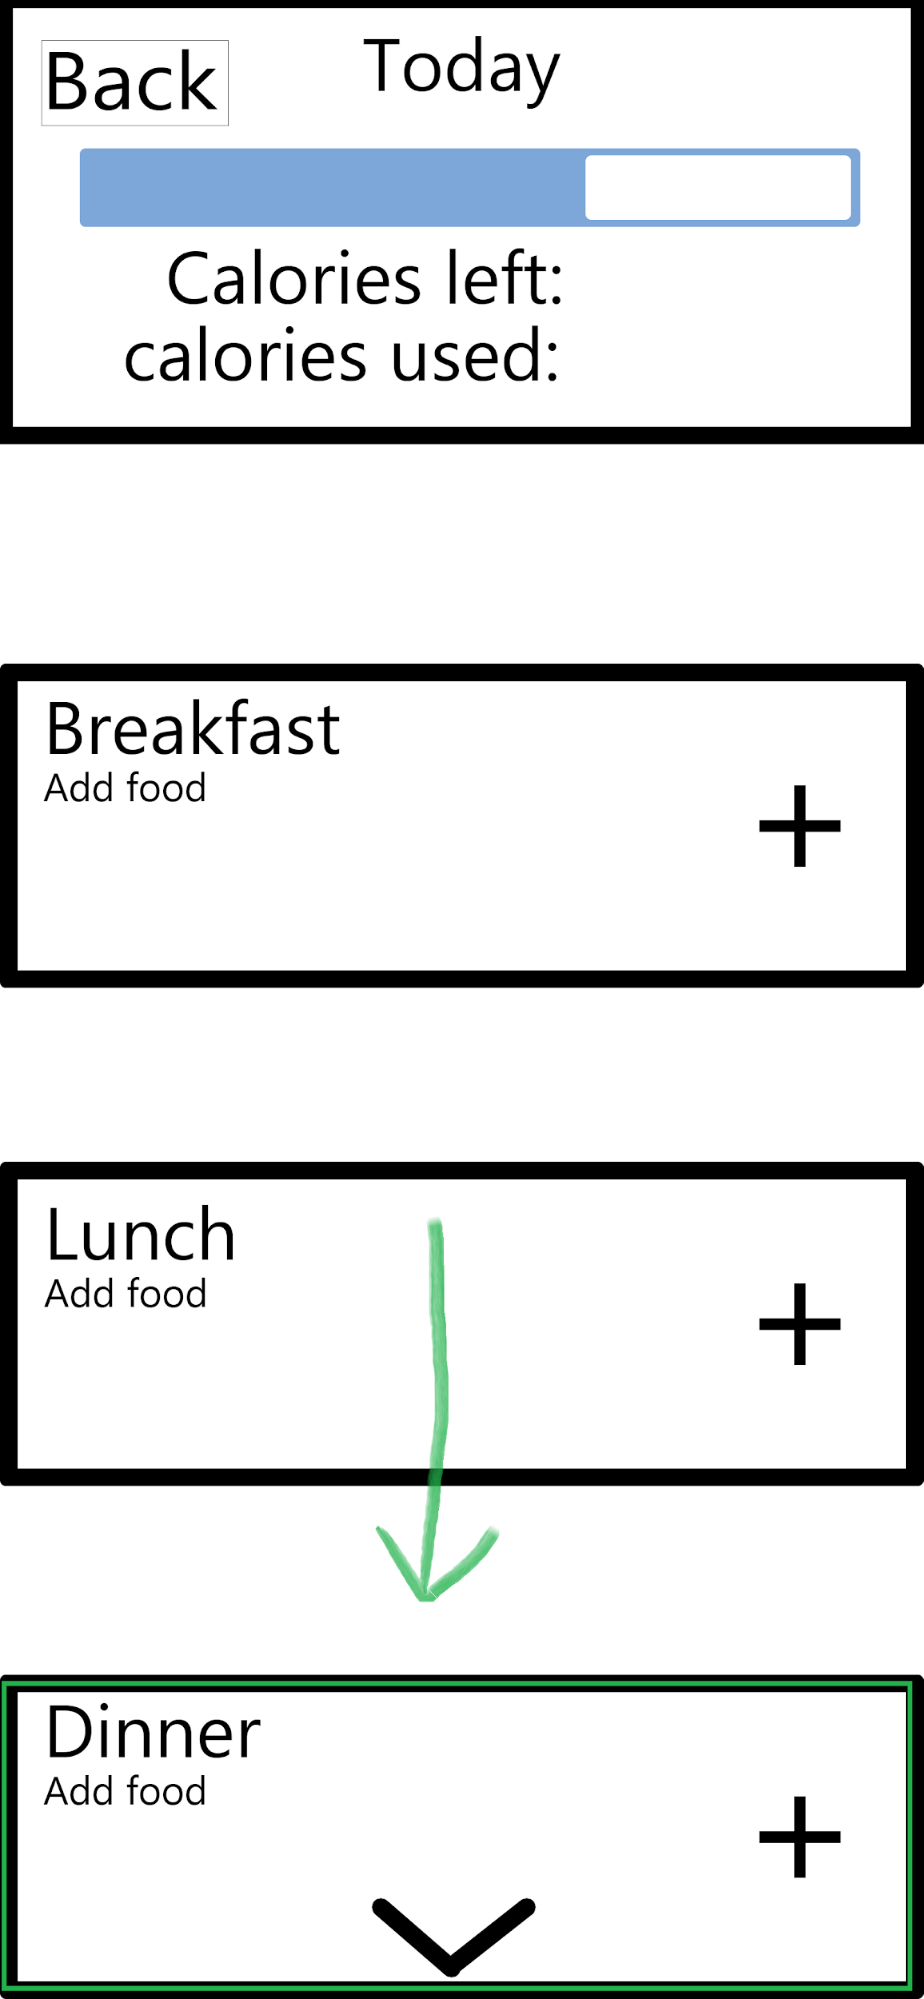 Back
Today
Calories left:
calories used:
Breakfast
Add food
Lunch
Add food
Dinner
Add food